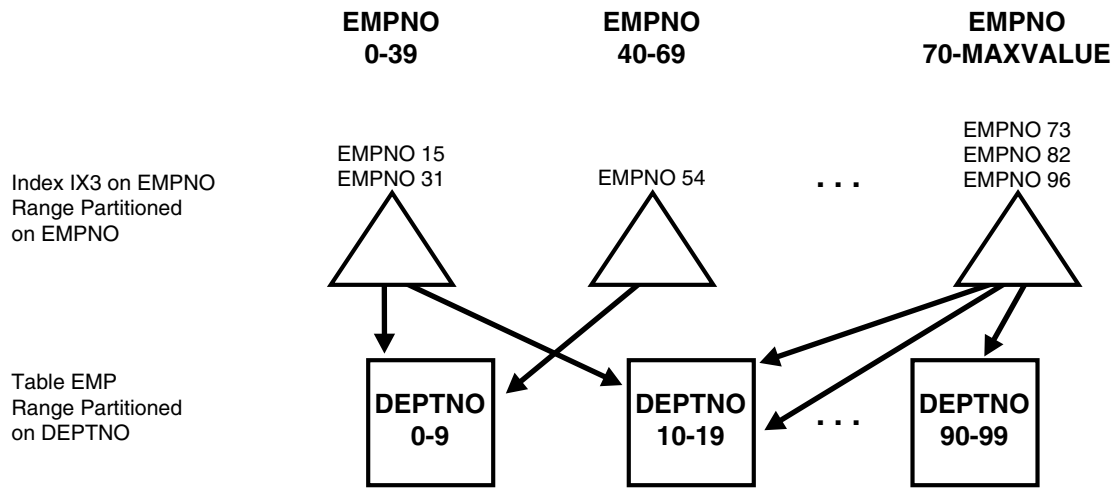 EMPNO
0-39
EMPNO
40-69
EMPNO
70-MAXVALUE
Index IX3 on EMPNO
Range Partitioned
on EMPNO
EMPNO 15
EMPNO 31
EMPNO 54
. . .
EMPNO 73
EMPNO 82
EMPNO 96
Table EMP
Range Partitioned
on DEPTNO
DEPTNO
0-9
DEPTNO
10-19
. . .
DEPTNO
90-99